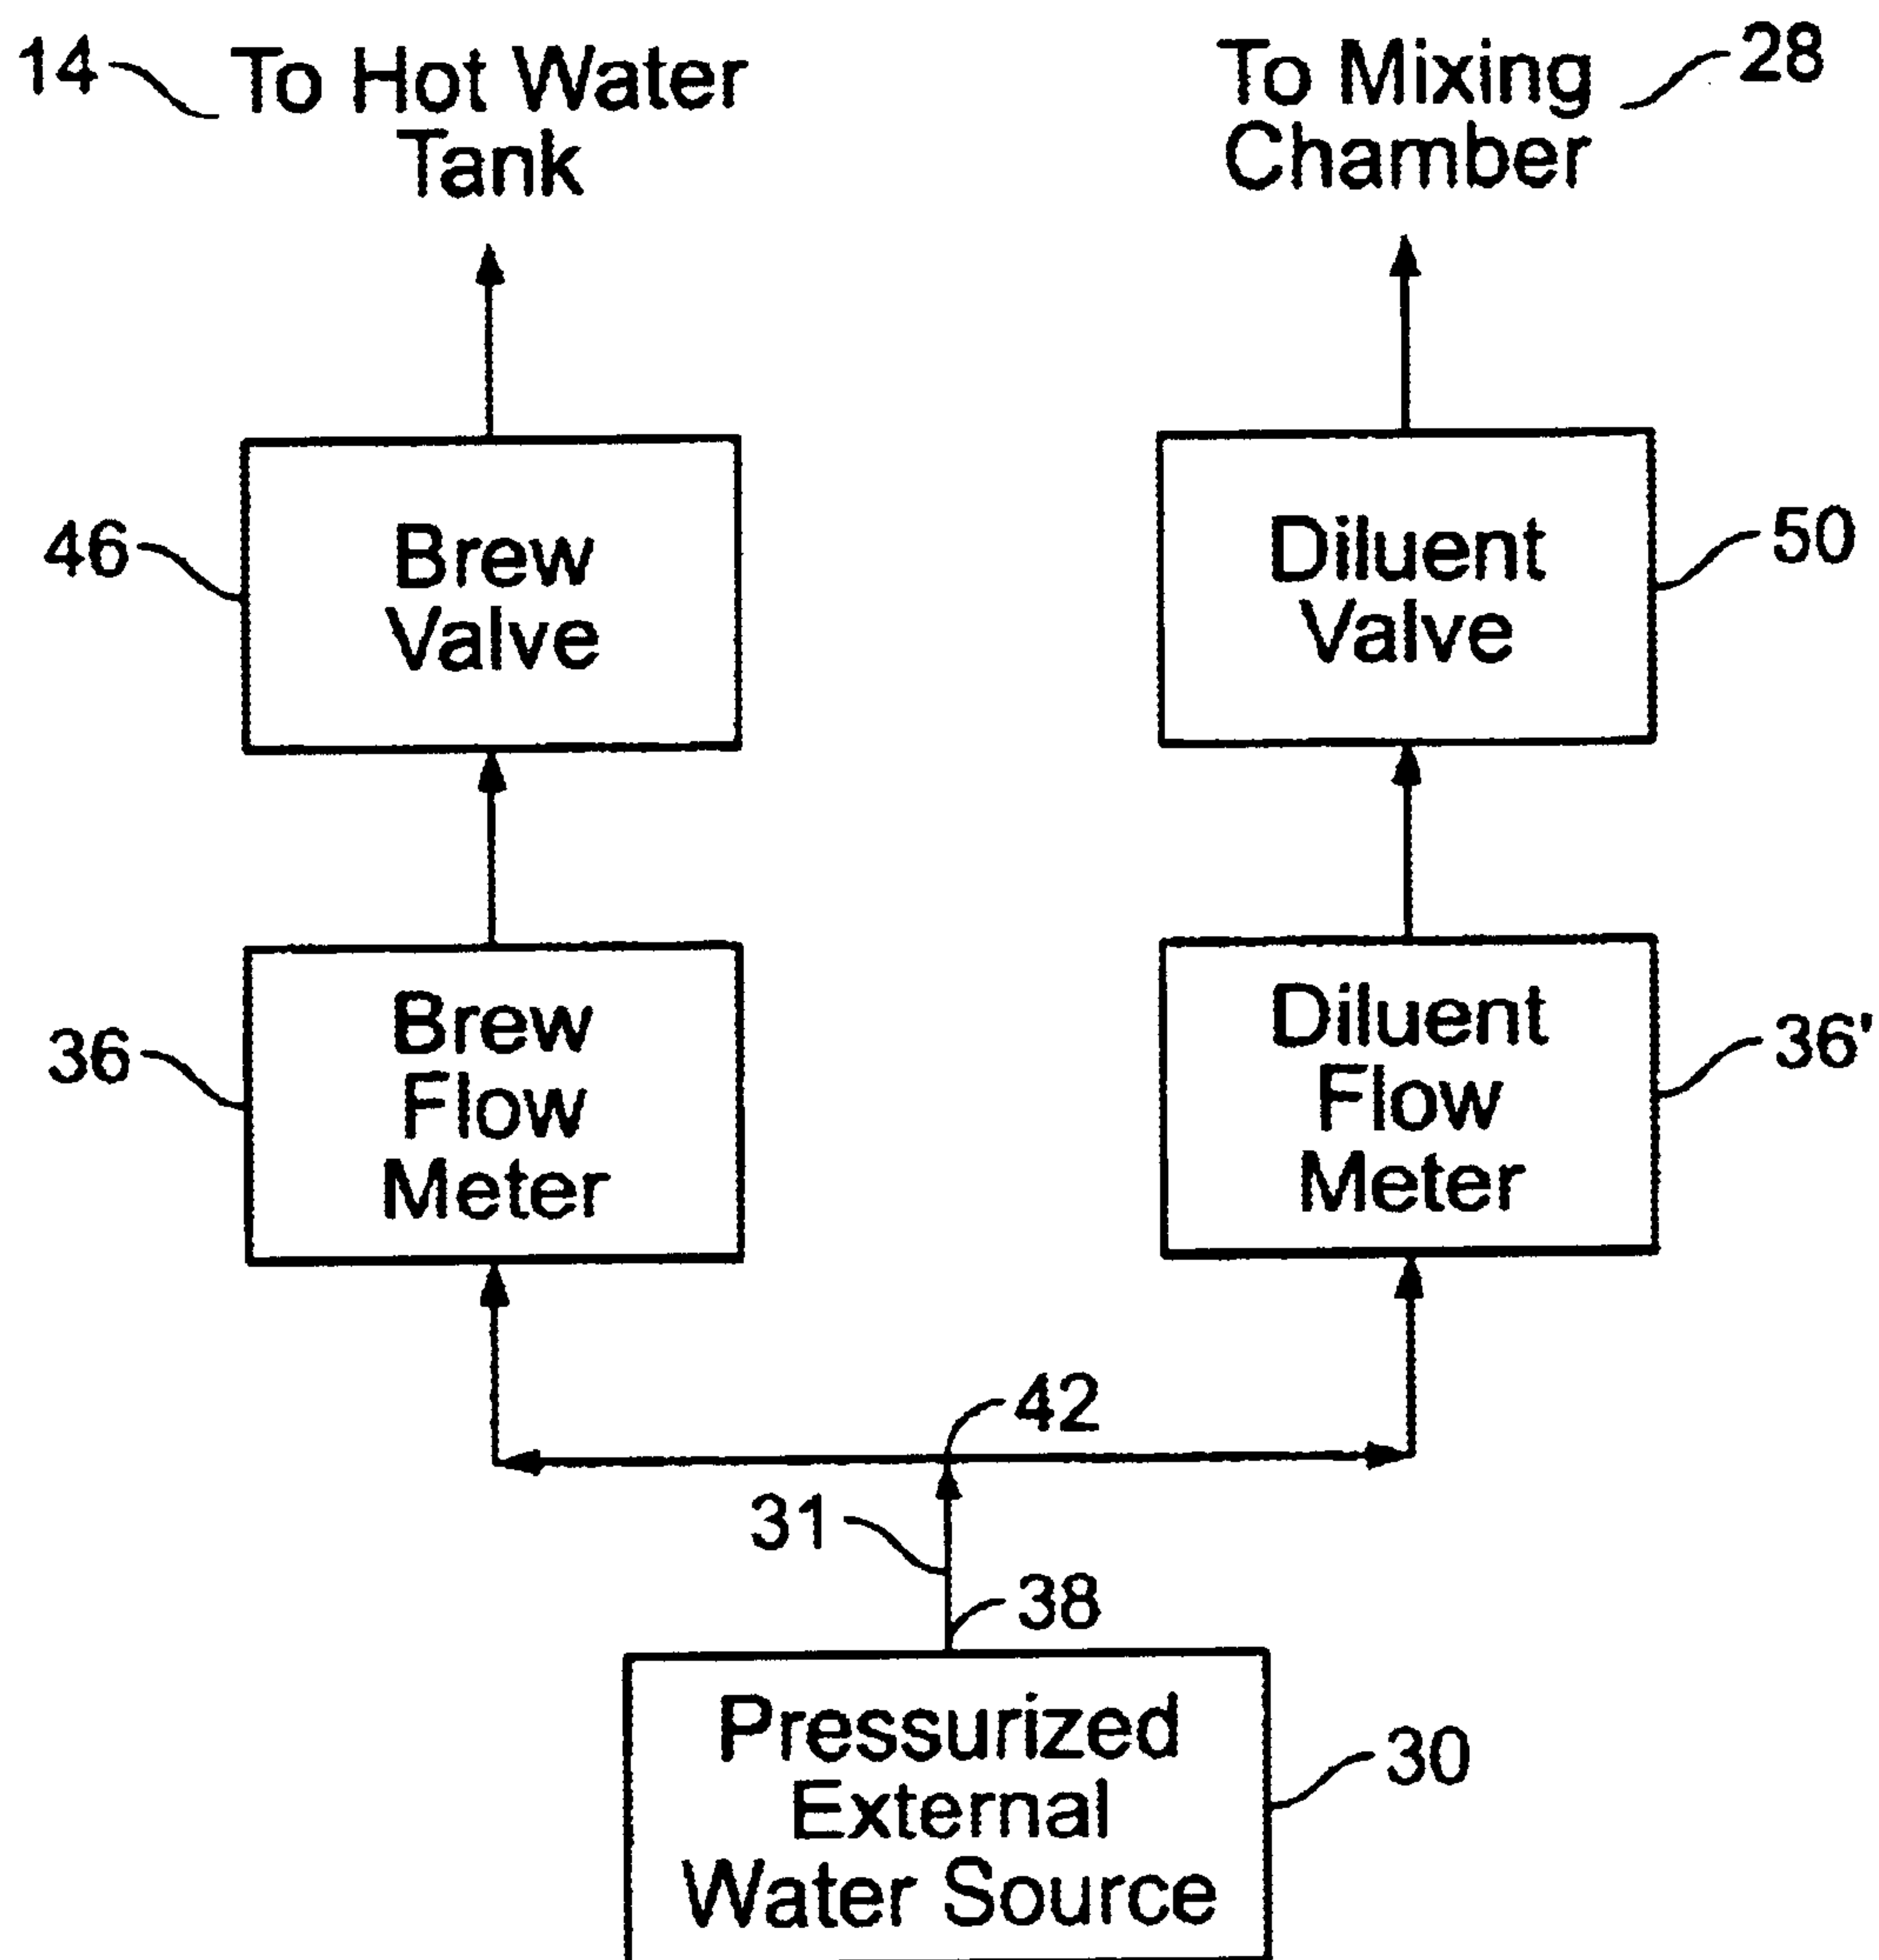 14
To Hot Water
Tank
To Mixing
Chamber
28
46
Brew
Valve
Diluent
Valve
50
36
Brew
Flow
Meter
Diluent
Flow
Meter
36'
42
31
38
Pressurized
External
Water Source
30